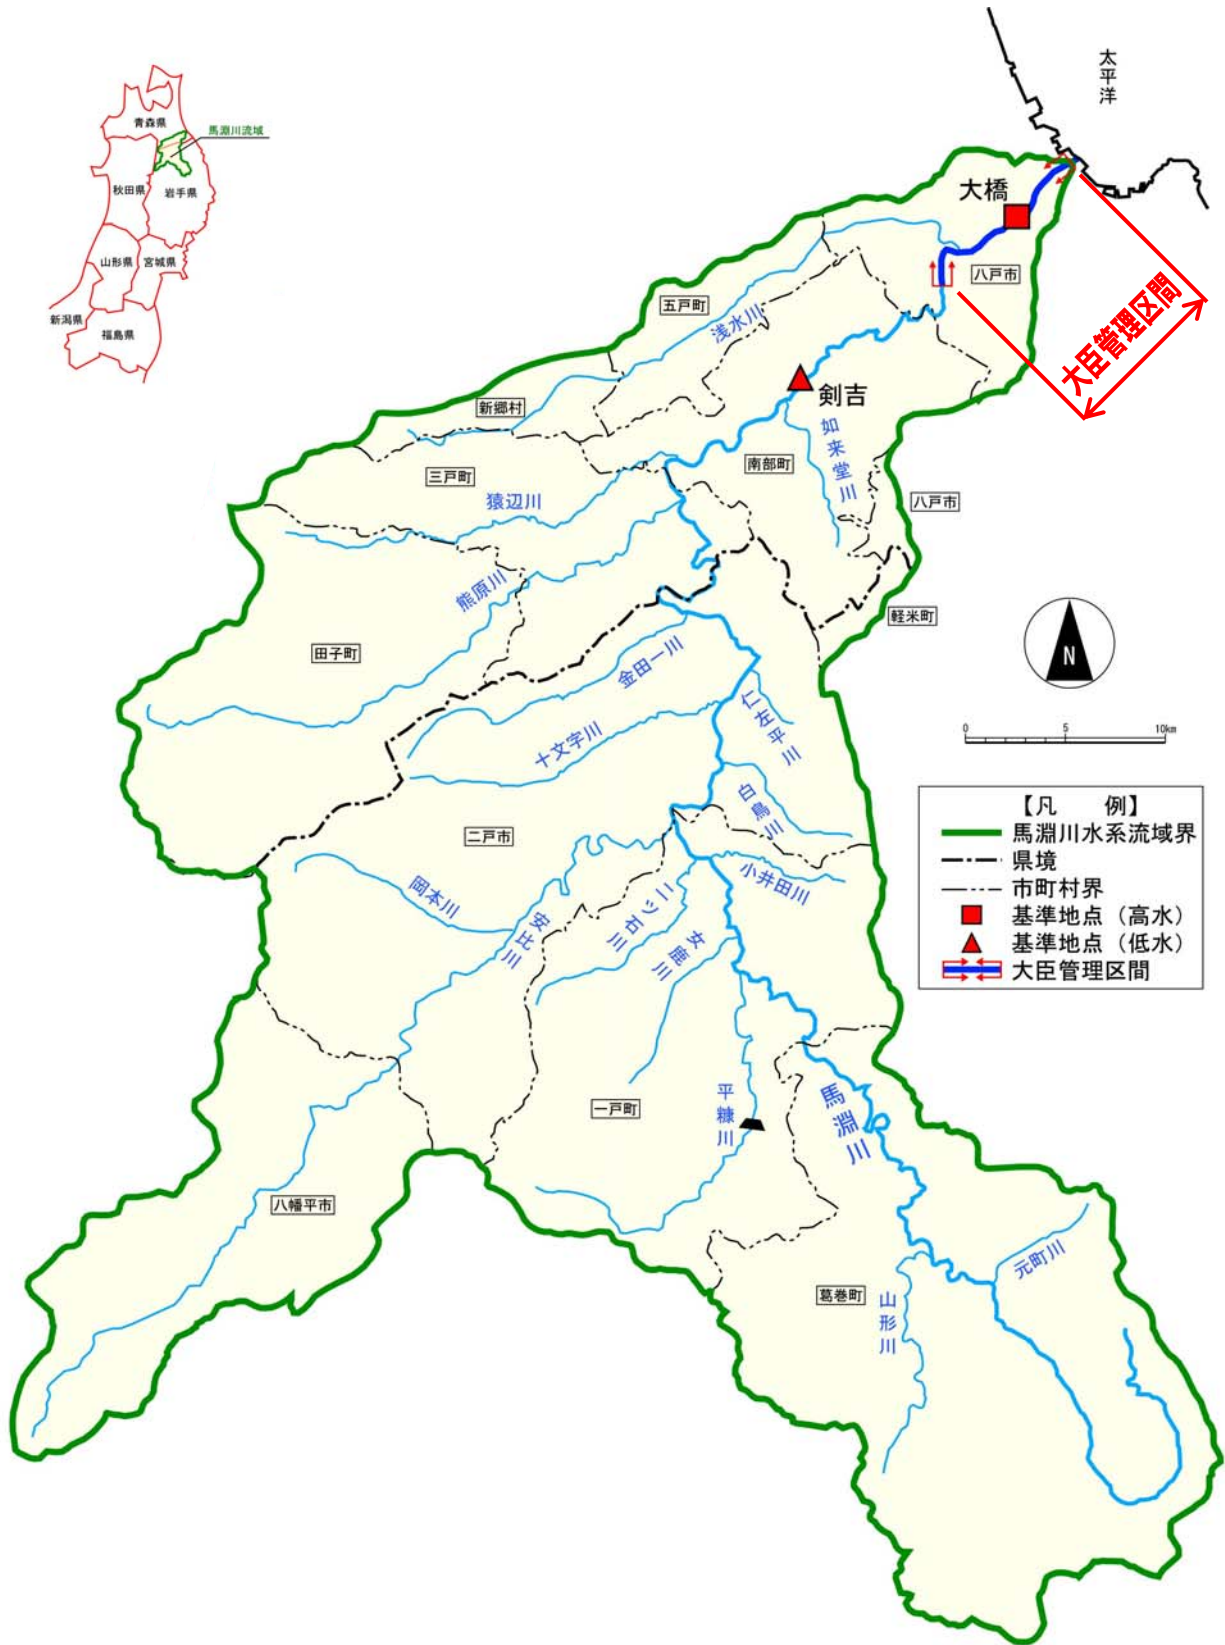 太平洋
青森県
馬淵川流域
秋田県
岩手県
山形県
宮城県
新潟県
福島県
大橋
八戸市
大臣管理区間
五戸町
浅水川
剣吉
新郷村
如来堂川
三戸町
南部町
猿辺川
八戸市
熊原川
軽米町
田子町
金田一川
N
仁左平川
十文字川
0 5 10km
白鳥川
二戸市
小井田川
岡本川
安比川
二ツ石川
女鹿川
【凡 例】
馬淵川水系流域界
県境
市町村界
基準地点（高水）
基準地点（低水）
大臣管理区間
一戸町
平糠川
馬淵川
八幡平市
元町川
葛巻町
山形川